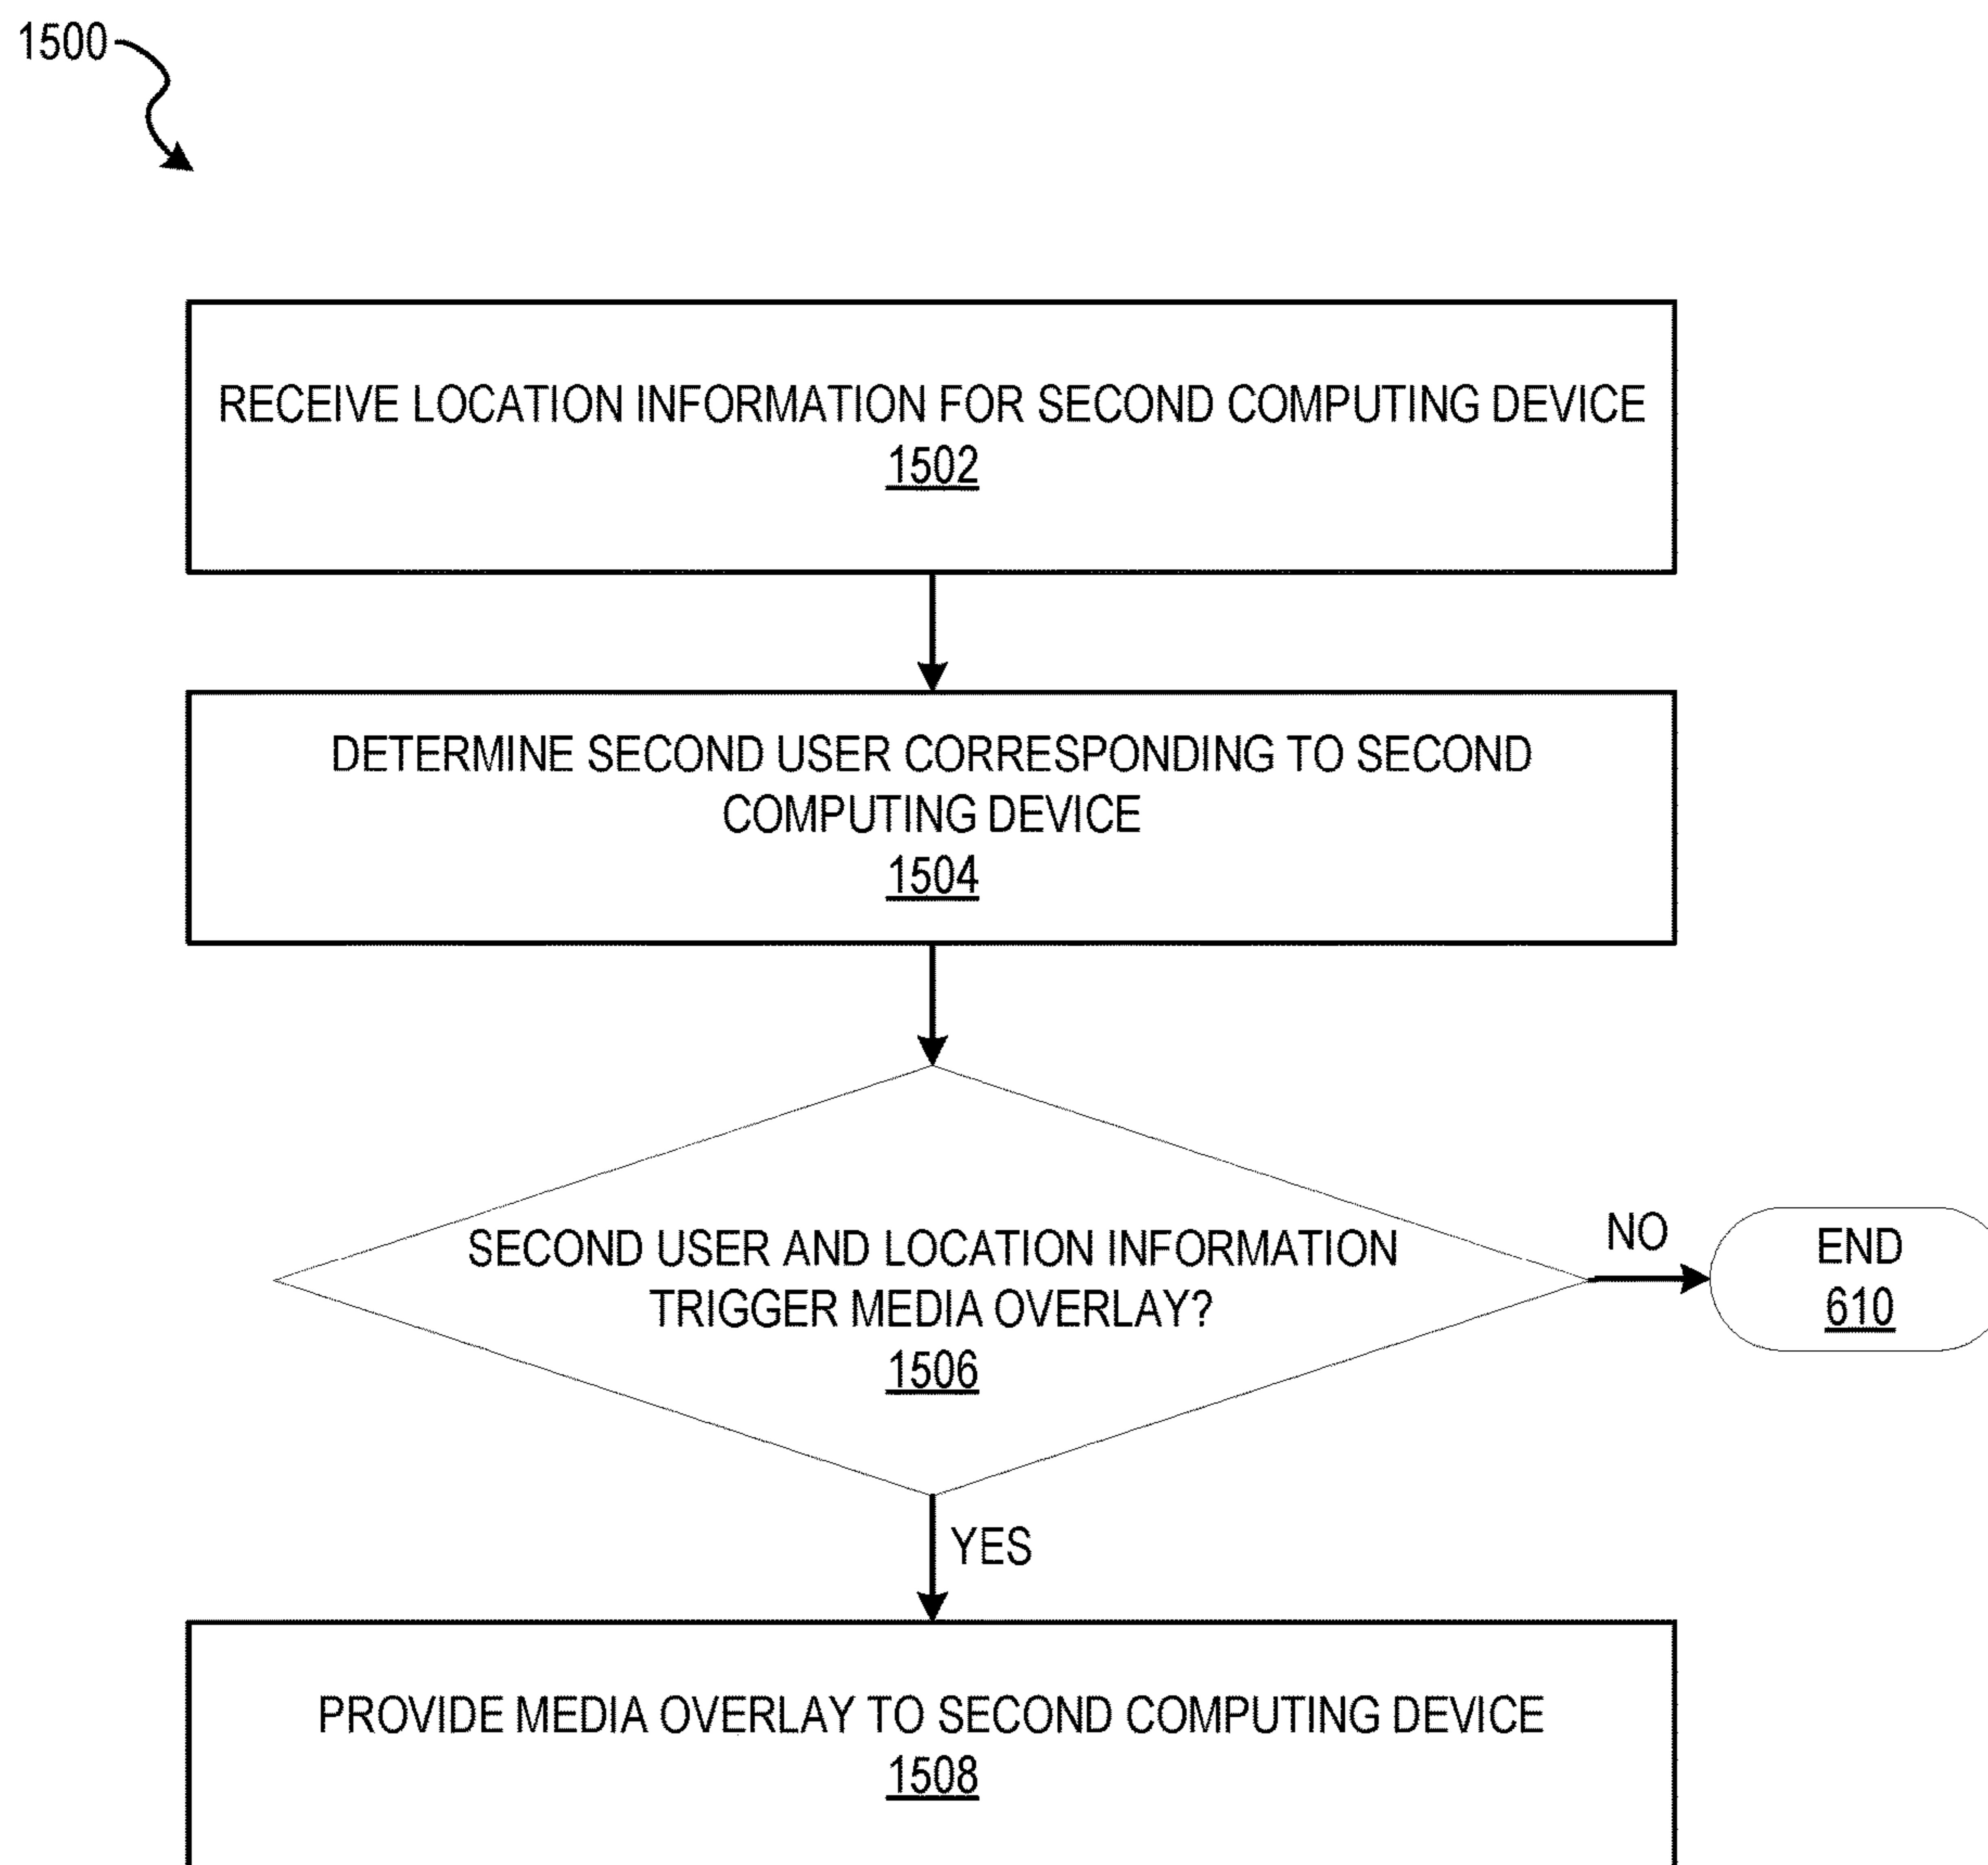 1500
RECEIVE LOCATION INFORMATION FOR SECOND COMPUTING DEVICE
1502
DETERMINE SECOND USER CORRESPONDING TO SECOND
COMPUTING DEVICE
1504
SECOND USER AND LOCATION INFORMATION
TRIGGER MEDIA OVERLAY?
1506
NO
END
610
YES
PROVIDE MEDIA OVERLAY TO SECOND COMPUTING DEVICE
1508